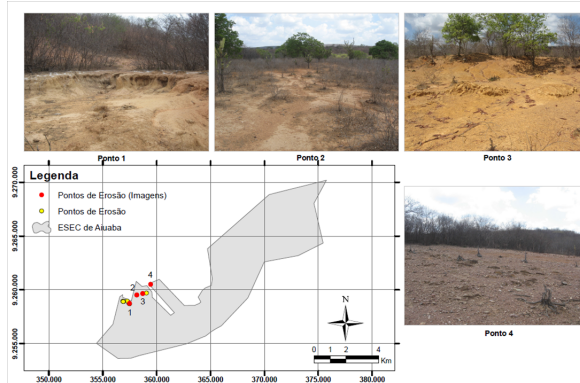 Ponto 1
Ponto 2
Ponto 3
Legenda
Pontos de Erosão (Imagens)
Pontos de Erosão
ESEC de Aiuaba
9.270.000
9.265.000
9.260.000
9.255.000
4
2
3
1
N
0 1 2 4
Km
Ponto 4
350.000 355.000 360.000 365.000 370.000 375.000 380.000